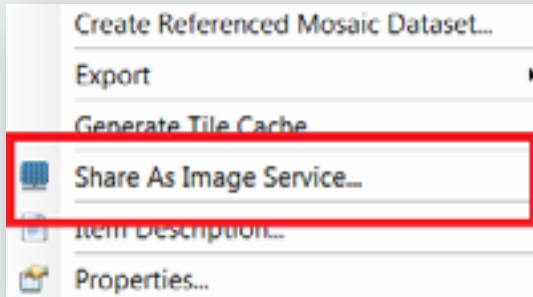 Create Referenced Mosaic Dataset...
Export
Generate Tile Cache
Share As Image Service...
Item Description...
Properties...